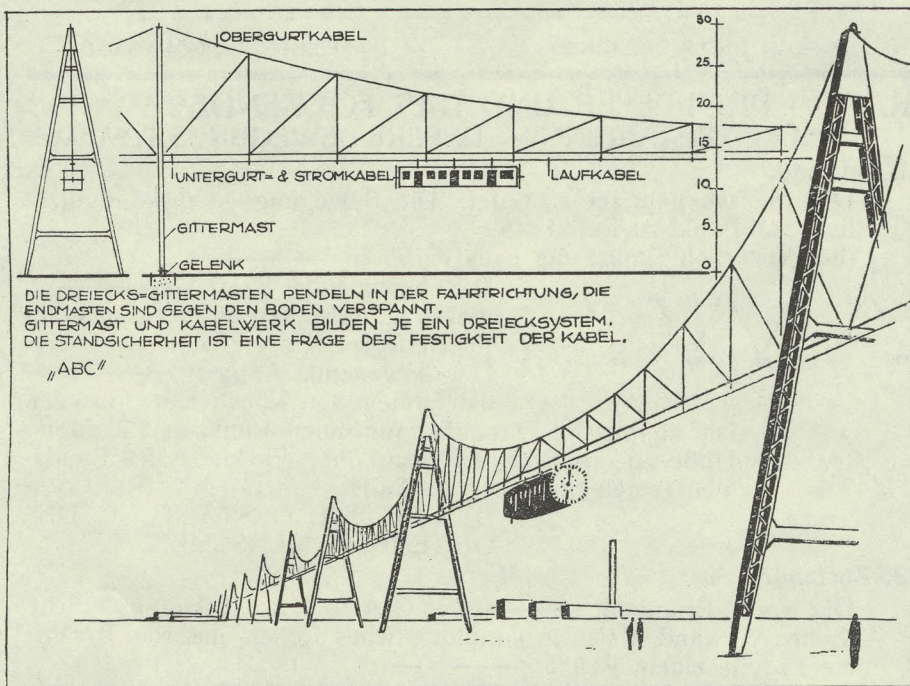 OBERGURTKABEL
UNTERGURT= & STROMKABEL
LAUFKABEL
GITTERMAST
GELENK
30
25
20
15
10
5
0
DIE DREIECKS=GITTERMASTEN PENDELN IN DER FAHRTRICHTUNG, DIE
ENDMASTEN SIND GEGEN DEN BODEN VERSPANNT.
GITTERMAST UND KABELWERK BILDEN JE EIN DREIECKSYSTEM.
DIE STANDSICHERHEIT IST EINE FRAGE DER FESTIGKEIT DER KABEL.
„ABC"